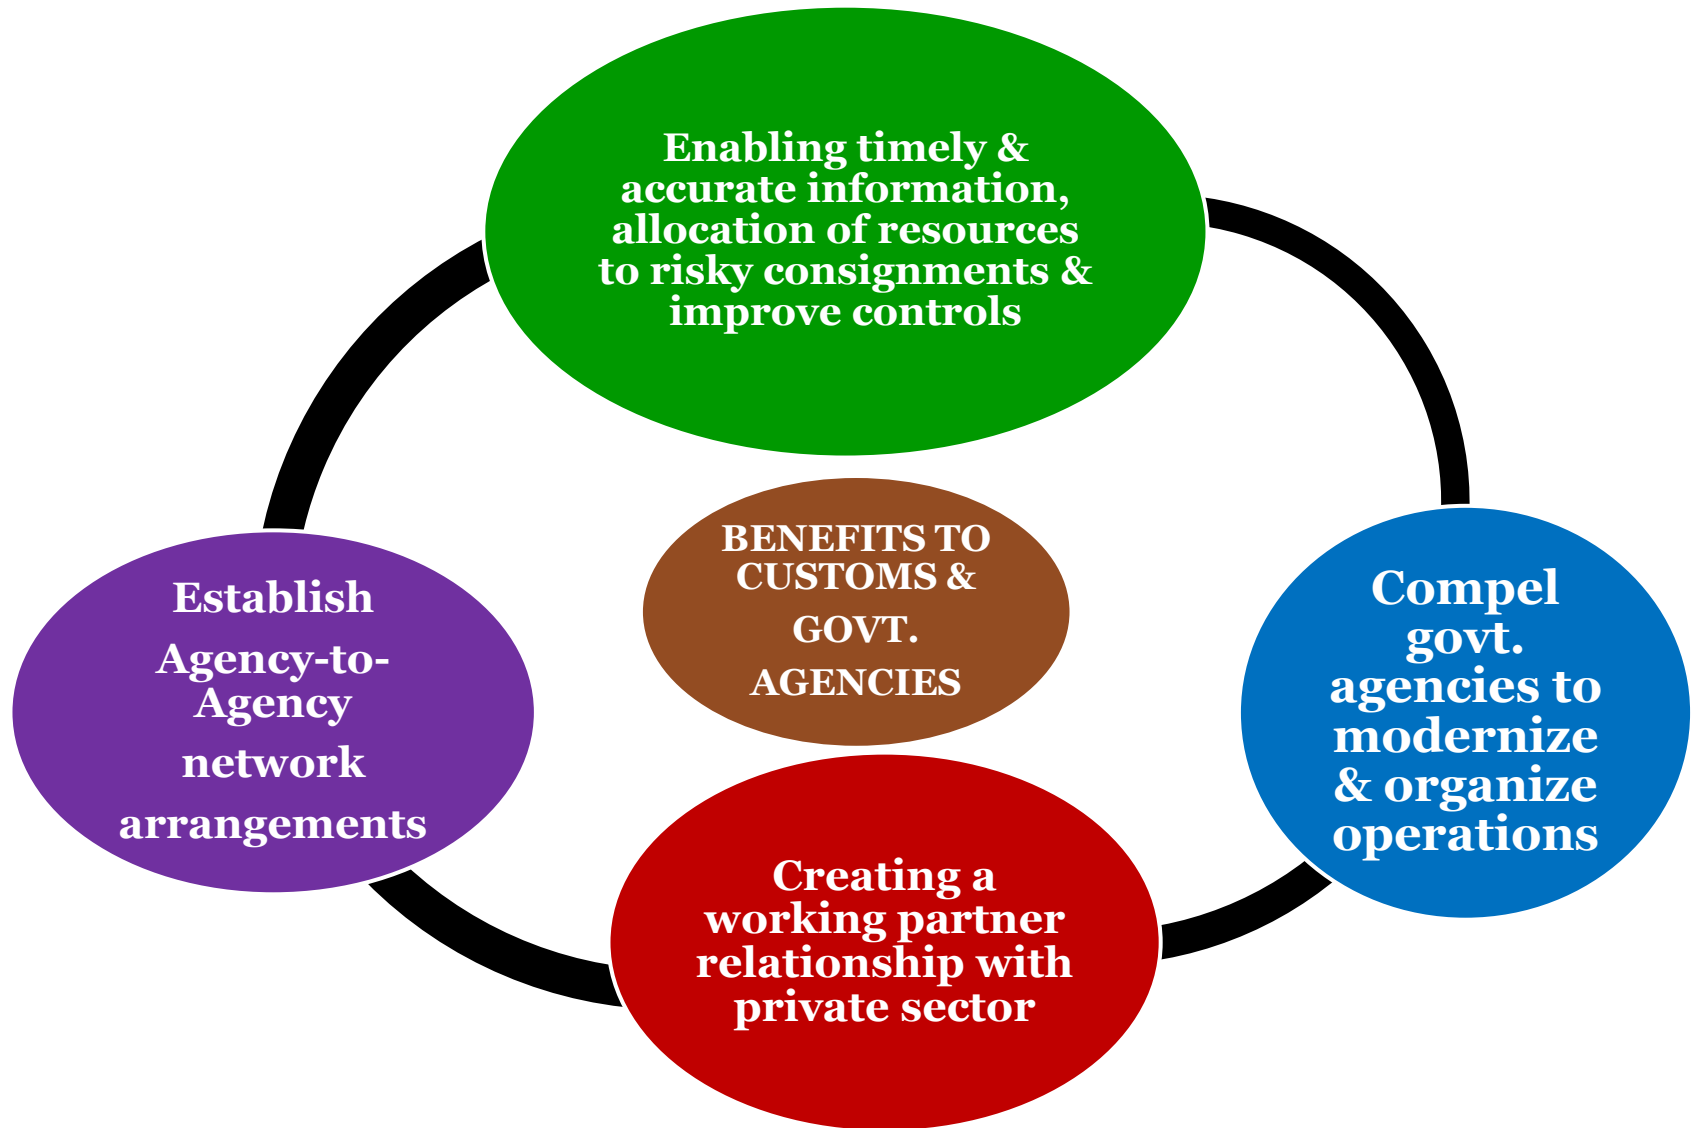 Enabling timely &
accurate information,
allocation of resources
to risky consignments &
improve controls
BENEFITS TO
CUSTOMS &
GOVT.
AGENCIES
Establish
Agency-to-
Agency
network
arrangements
Compel
govt.
agencies to
modernize
& organize
operations
Creating a
working partner
relationship with
private sector